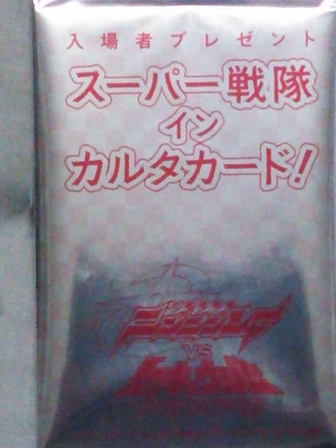 入場者プレゼント
スーパー戦隊
イン
カルタカード!
VS